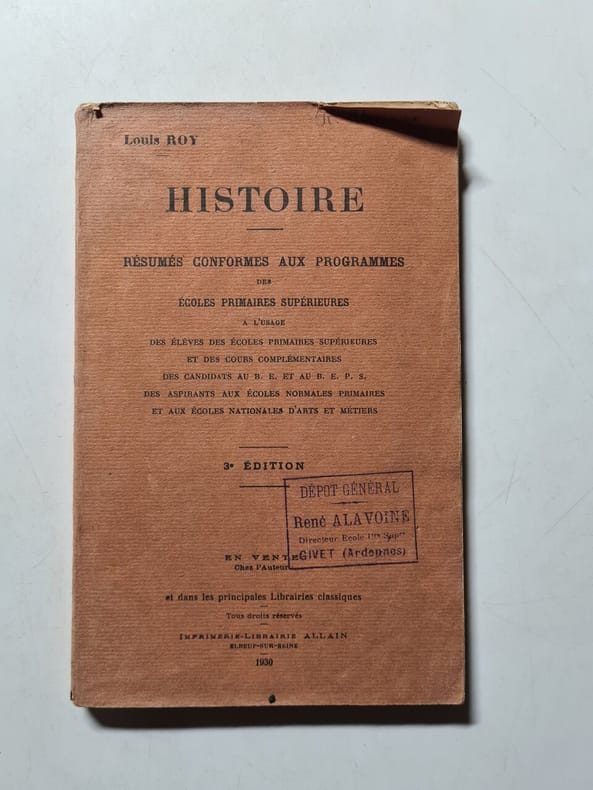 Louis ROY
HISTOIRE
RÉSUMÉS CONFORMES AUX PROGRAMMES
DES
ÉCOLES PRIMAIRES SUPÉRIEURES
A L'USAGE
DES ÉLÈVES DES ÉCOLES PRIMAIRES SUPÉRIEURES
ET DES COURS COMPLÉMENTAIRES
DES CANDIDATS AU B. E. ET AU B. E. P. S.
DES ASPIRANTS AUX ÉCOLES NORMALES PRIMAIRES
ET AUX ÉCOLES NATIONALES D'ARTS ET MÉTIERS
3e ÉDITION
DÉPOT GÉNÉRAL
René ALAVOINE
Directeur Ecole Supre
GIVET (Ardennes)
EN VENTE
Chez l'Auteur
et dans les principales Librairies classiques
Tous droits réservés
IMPRIMERIE-LIBRAIRIE ALLAIN
ELBEUF-SUR-SEINE
1930